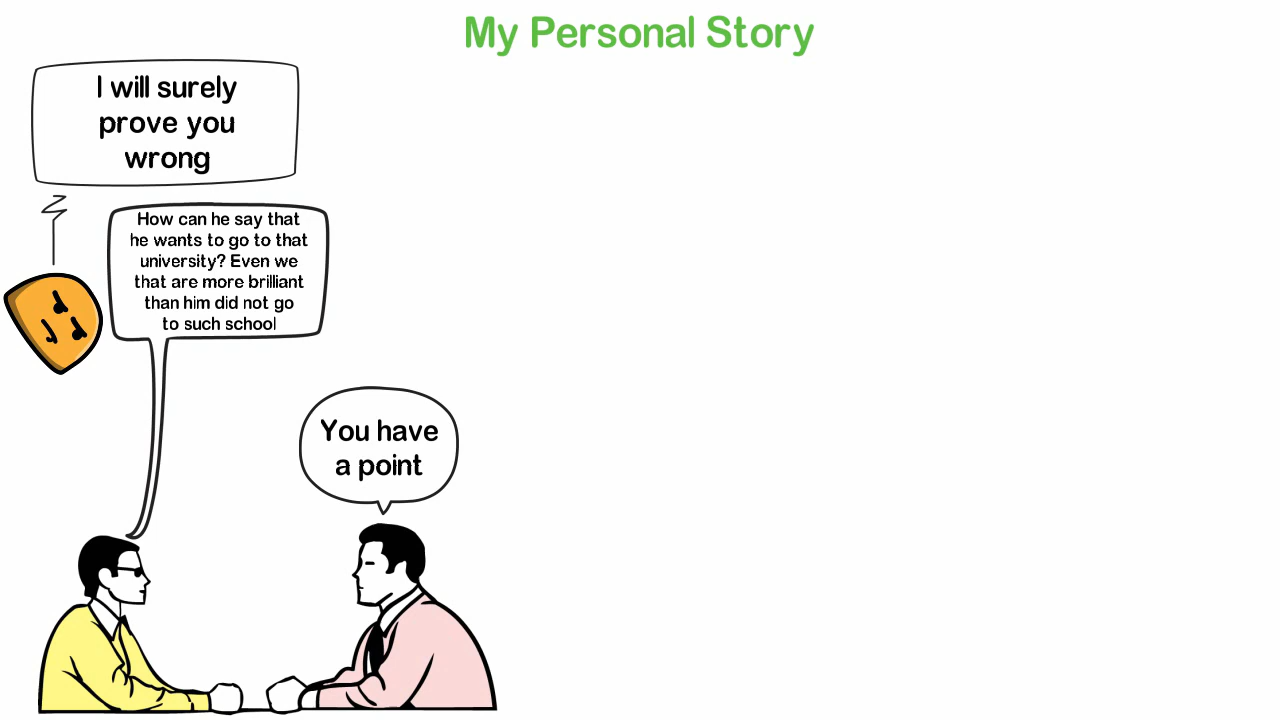 My Personal Story
I will surely
prove you
wrong
How can he say that
he wants to go to that
university? Even we
that are more brilliant
than him did not go
to such school
You have
a point